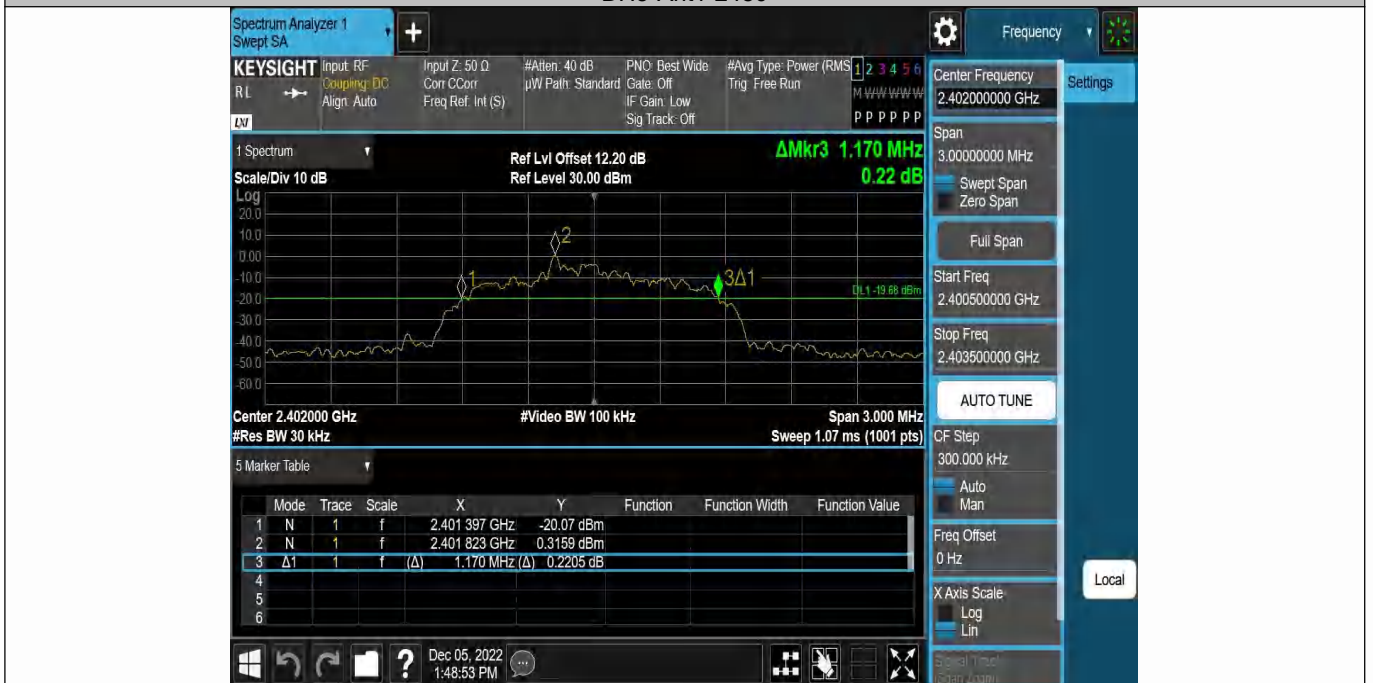 Spectrum Analyzer 1
Swept SA
+
Frequency
KEYSIGHT
RL
LXI
Input: RF
Coupling: DC
Align: Auto
Input Z: 50 Ω
Corr CCorr
Freq Ref: Int (S)
#Atten: 40 dB
µW Path: Standard
PNO: Best Wide
Gate: Off
IF Gain: Low
Sig Track: Off
#Avg Type: Power (RMS
Trig: Free Run
1 2 3 4 5 6
M W W W W W
P P P P P P
Center Frequency
2.402000000 GHz
Settings
Span
3.00000000 MHz
Swept Span
Zero Span
Full Span
Start Freq
2.400500000 GHz
Stop Freq
2.403500000 GHz
AUTO TUNE
CF Step
300.000 kHz
Auto
Man
Freq Offset
0 Hz
X Axis Scale
Log
Lin
Local
1 Spectrum
Scale/Div 10 dB
Ref Lvl Offset 12.20 dB
Ref Level 30.00 dBm
ΔMkr3 1.170 MHz
0.22 dB
Log
20.0
10.0
0.00
-10.0
-20.0
-30.0
-40.0
-50.0
-60.0
1
2
3Δ1
DL1 -19.68 dBm
Center 2.402000 GHz
#Video BW 100 kHz
Span 3.000 MHz
#Res BW 30 kHz
Sweep 1.07 ms (1001 pts)
5 Marker Table
Mode Trace Scale X Y Function Function Width Function Value
1 N 1 f 2.401 397 GHz -20.07 dBm
2 N 1 f 2.401 823 GHz 0.3159 dBm
3 Δ1 1 f (Δ) 1.170 MHz (Δ) 0.2205 dB
4
5
6
?
Dec 05, 2022
1:48:53 PM